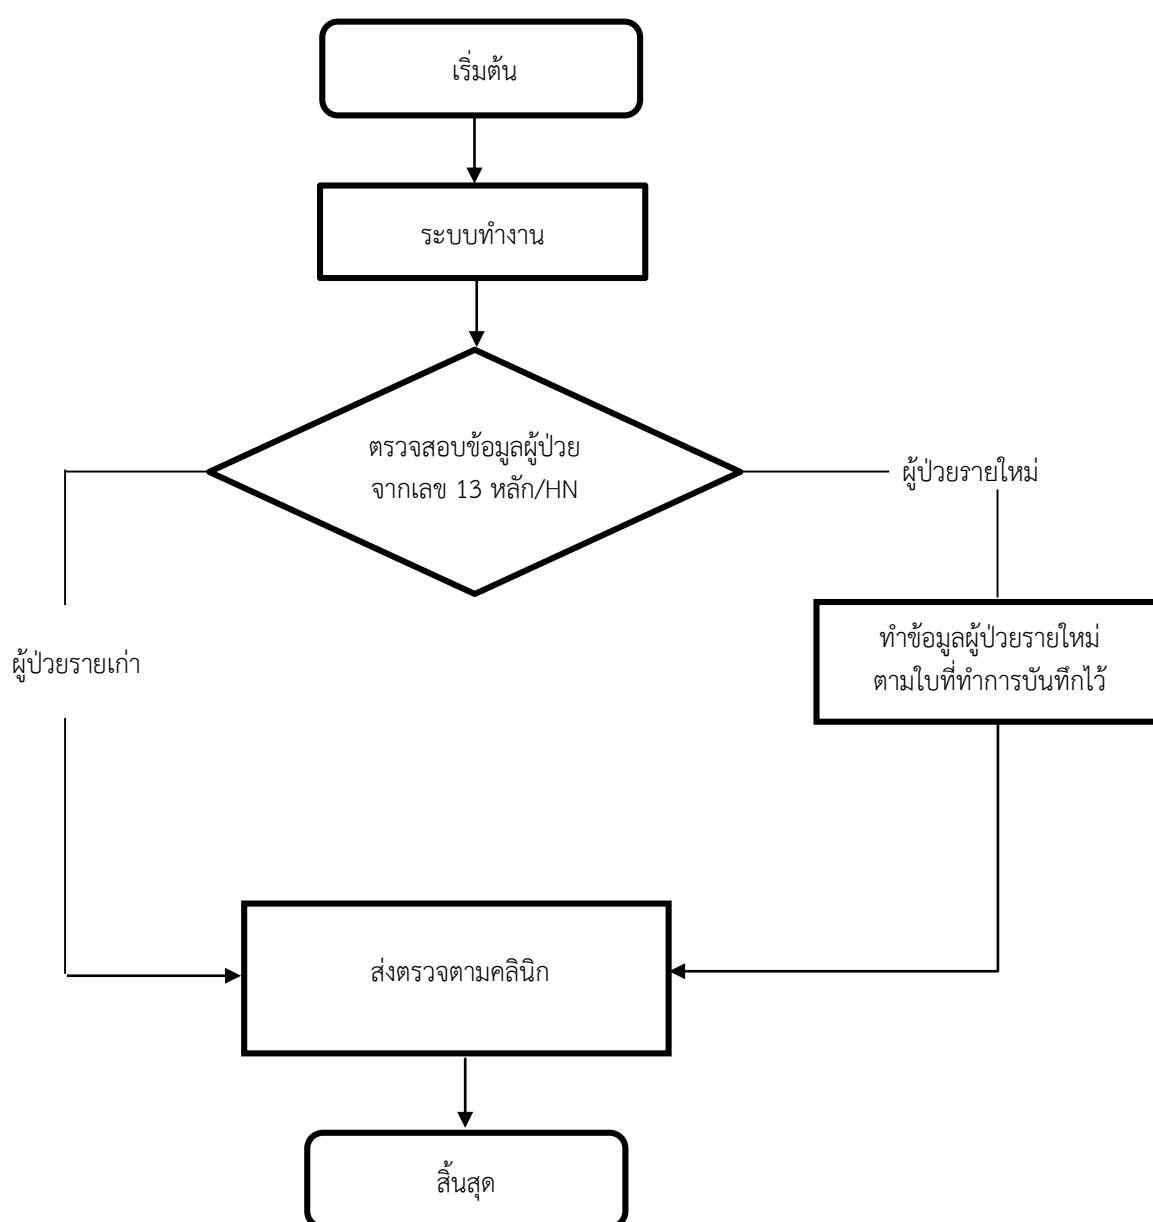 เริ่มต้น
ระบบทำงาน
ตรวจสอบข้อมูลผู้ป่วย
จากเลข 13 หลัก/HN
ผู้ป่วยรายใหม่
ทำข้อมูลผู้ป่วยรายใหม่
ตามใบที่ทำการบันทึกไว้
ผู้ป่วยรายเก่า
ส่งตรวจตามคลินิก
สิ้นสุด